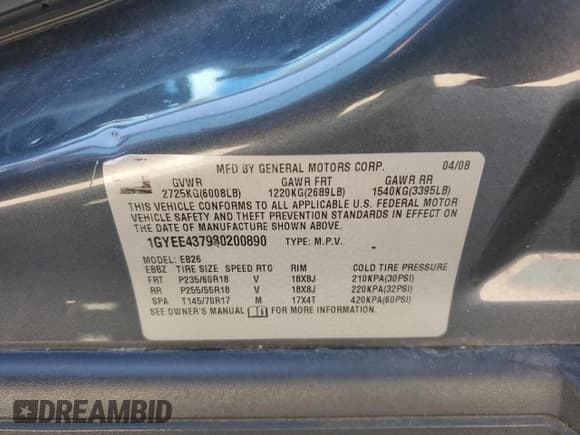 MFD BY GENERAL MOTORS CORP. 04/08
GVWR GAWR FRT GAWR RR
2725KG(6008LB) 1220KG(2689LB) 1540KG(3395LB)
THIS VEHICLE CONFORMS TO ALL APPLICABLE U.S. FEDERAL MOTOR
VEHICLE SAFETY AND THEFT PREVENTION STANDARDS IN EFFECT ON
THE DATE OF MANUFACTURE SHOWN ABOVE.
1GYEE437980200890 TYPE: M.P.V.
MODEL: EB26
EBBZ TIRE SIZE SPEED RTG RIM COLD TIRE PRESSURE
FRT P235/60R18 V 18X8J 210KPA(30PSI)
RR P255/55R18 V 18X8J 220KPA(32PSI)
SPA T145/70R17 M 17X4T 420KPA(60PSI)
SEE OWNER'S MANUAL FOR MORE INFORMATION.
DREAMBID